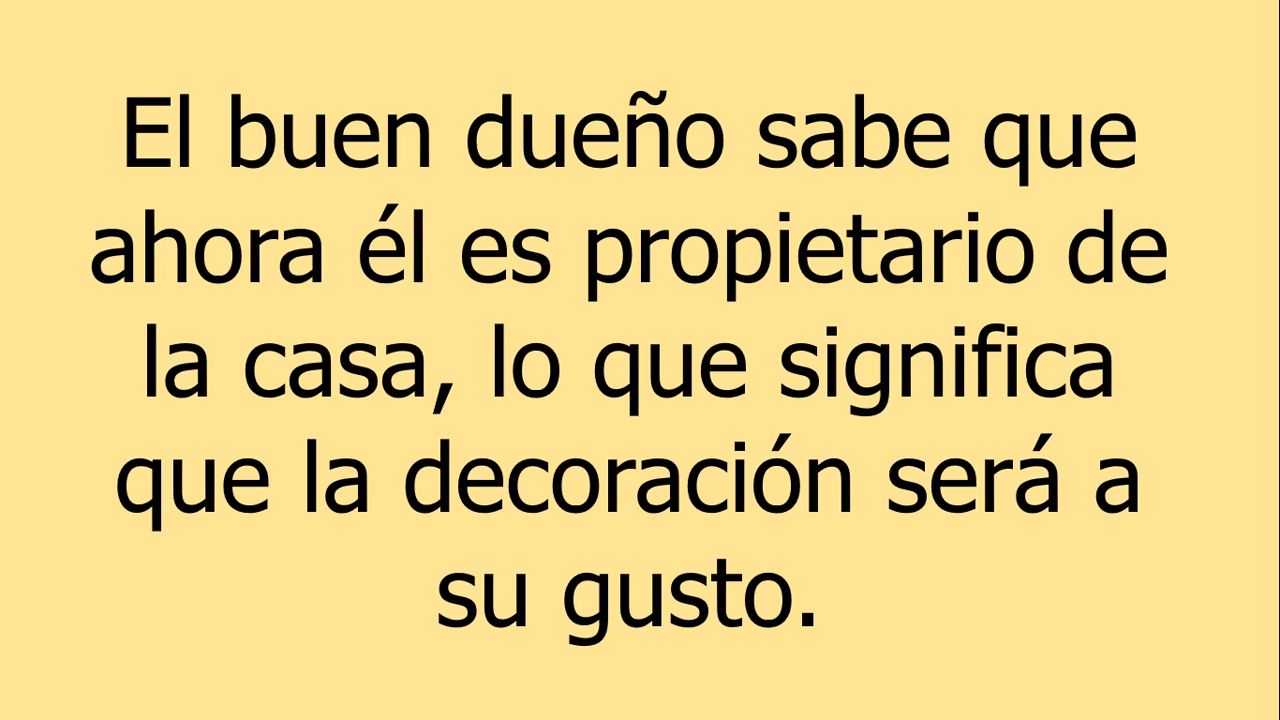 El buen dueño sabe que
ahora él es propietario de
la casa, lo que significa
que la decoración será a
su gusto.